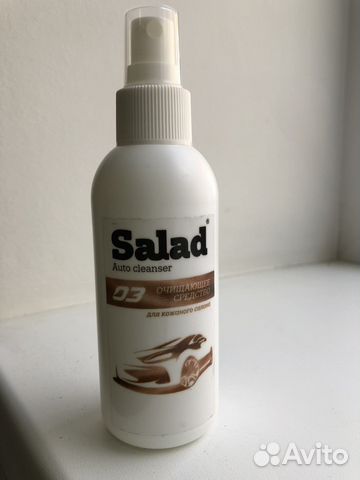 Salad®
Auto cleanser
03 ОЧИЩАЮЩЕЕ
СРЕДСТВО
для кожаного салона
Avito